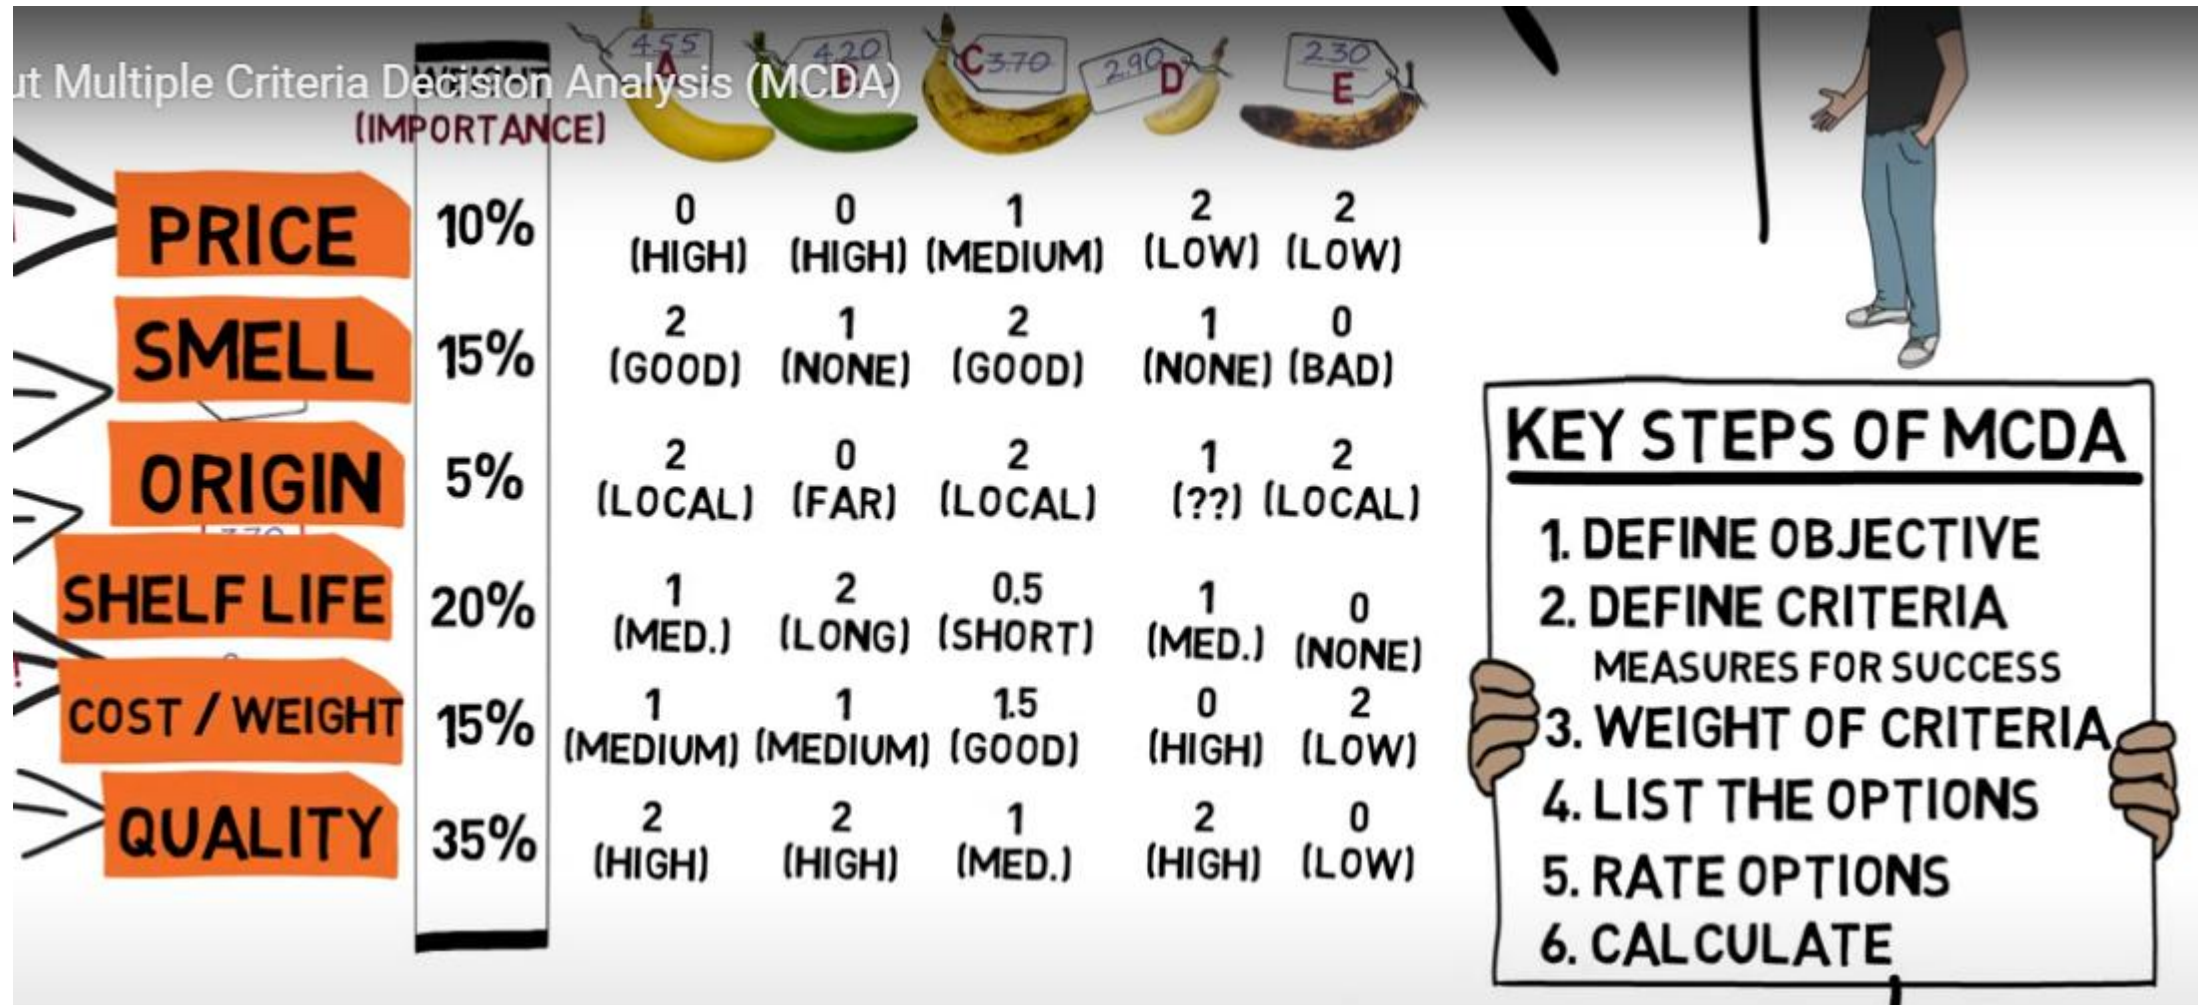 ut Multiple Criteria Decision Analysis (MCDA)
WEIGHT
(IMPORTANCE)
4.55 A
4.20 B
C 3.70
2.90 D
2.30 E
PRICE 10% 0 0 1 2 2
(HIGH) (HIGH) (MEDIUM) (LOW) (LOW)
SMELL 15% 2 1 2 1 0
(GOOD) (NONE) (GOOD) (NONE) (BAD)
ORIGIN 5% 2 0 2 1 2
(LOCAL) (FAR) (LOCAL) (??) (LOCAL)
SHELF LIFE 20% 1 2 0.5 1 0
(MED.) (LONG) (SHORT) (MED.) (NONE)
COST / WEIGHT 15% 1 1 1.5 0 2
(MEDIUM) (MEDIUM) (GOOD) (HIGH) (LOW)
QUALITY 35% 2 2 1 2 0
(HIGH) (HIGH) (MED.) (HIGH) (LOW)
KEY STEPS OF MCDA
1. DEFINE OBJECTIVE
2. DEFINE CRITERIA
MEASURES FOR SUCCESS
3. WEIGHT OF CRITERIA
4. LIST THE OPTIONS
5. RATE OPTIONS
6. CALCULATE